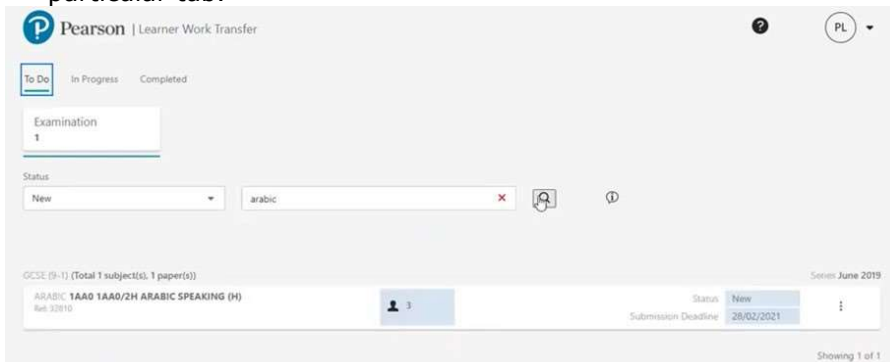 particular tab.
Pearson | Learner Work Transfer
? PL
To Do In Progress Completed
Examination
1
Status
New arabic
GCSE (9-1) (Total 1 subject(s), 1 paper(s)) Series June 2019
ARABIC 1AA0 1AA0/2H ARABIC SPEAKING (H) 3 Status New
Ref: 32810 Submission Deadline 28/02/2021
Showing 1 of 1